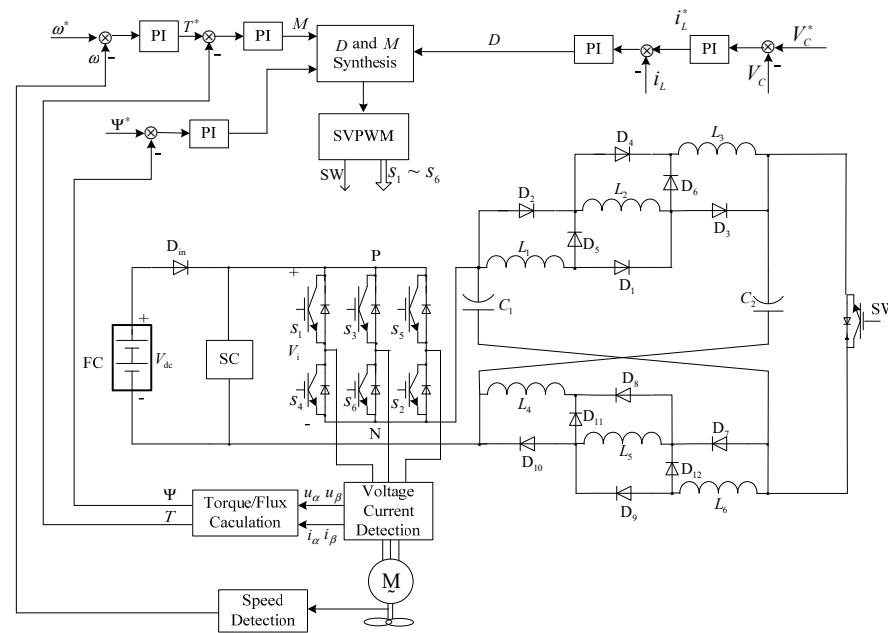 ω* T* M
PI PI
ω - -
D and M
Synthesis
D
PI PI
i*L V*C
- iL VC -
Ψ* PI
-
SVPWM
SW s1 ~ s6
D4 L3
D2 L2 D6
D3
L1 D5
D1
Din
+ P
s1 s3 s5
C1 C2
SW
FC + Vdc - SC Vi
s4 s6 s2
- N
L4 D8
D11
D10 L5 D7
D12
D9 L6
Ψ Torque/Flux uα uβ Voltage
T Caculation Current
iα iβ Detection
M
~
Speed
Detection